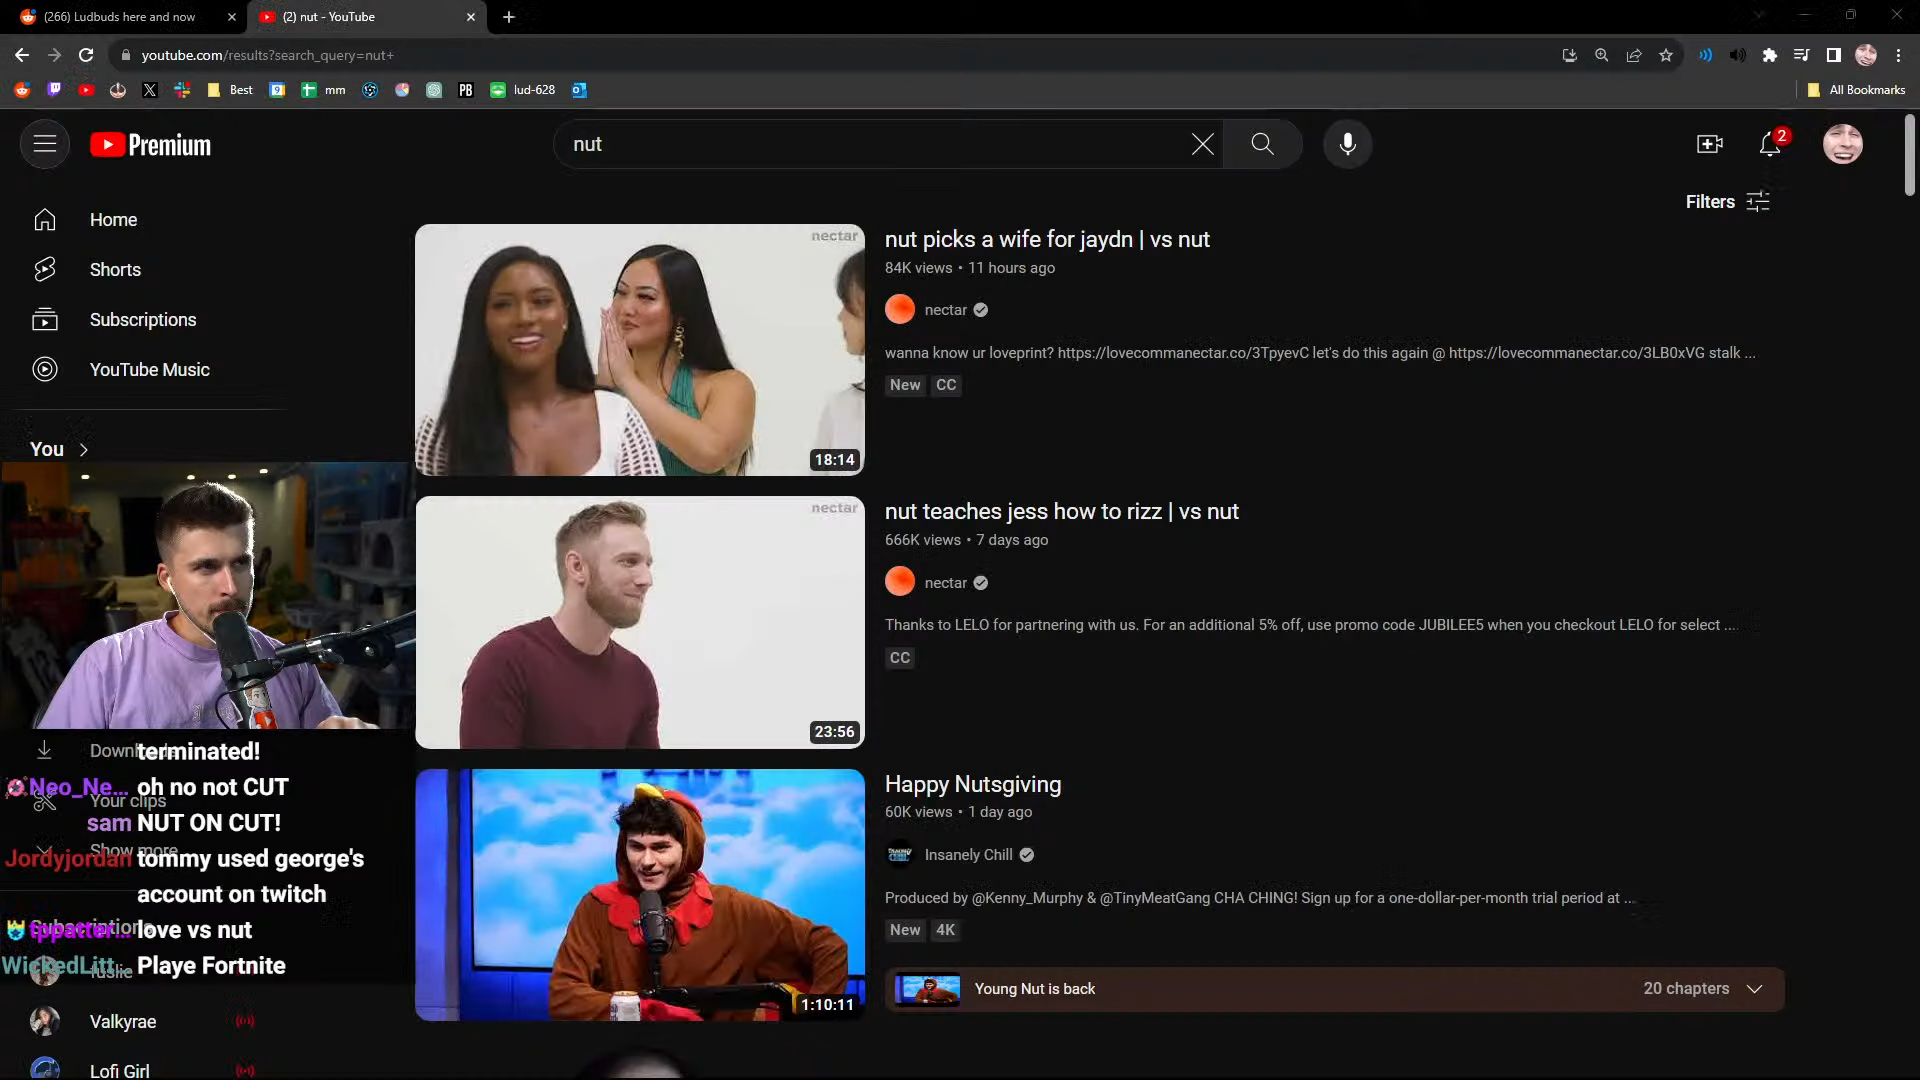 (266) Ludbuds here and now
(2) nut - YouTube
youtube.com/results?search_query=nut+
Best
mm
PB
lud-628
All Bookmarks
Premium
nut
2
Filters
Home
Shorts
Subscriptions
YouTube Music
You
nectar
18:14
nut picks a wife for jaydn | vs nut
84K views • 11 hours ago
nectar
wanna know ur loveprint? https://lovecommanectar.co/3TpyevC let's do this again @ https://lovecommanectar.co/3LB0xVG stalk ...
New CC
nectar
23:56
nut teaches jess how to rizz | vs nut
666K views • 7 days ago
nectar
Thanks to LELO for partnering with us. For an additional 5% off, use promo code JUBILEE5 when you checkout LELO for select ...
CC
1:10:11
Happy Nutsgiving
60K views • 1 day ago
Insanely Chill
Produced by @Kenny_Murphy & @TinyMeatGang CHA CHING! Sign up for a one-dollar-per-month trial period at ...
New 4K
Young Nut is back
20 chapters
terminated!
Neo_Ne... oh no not CUT
Your clips
sam NUT ON CUT!
Show more
Jordyjordan tommy used george's
account on twitch
tppatter... love vs nut
WickedLitt... Playe Fortnite
Valkyrae
Lofi Girl